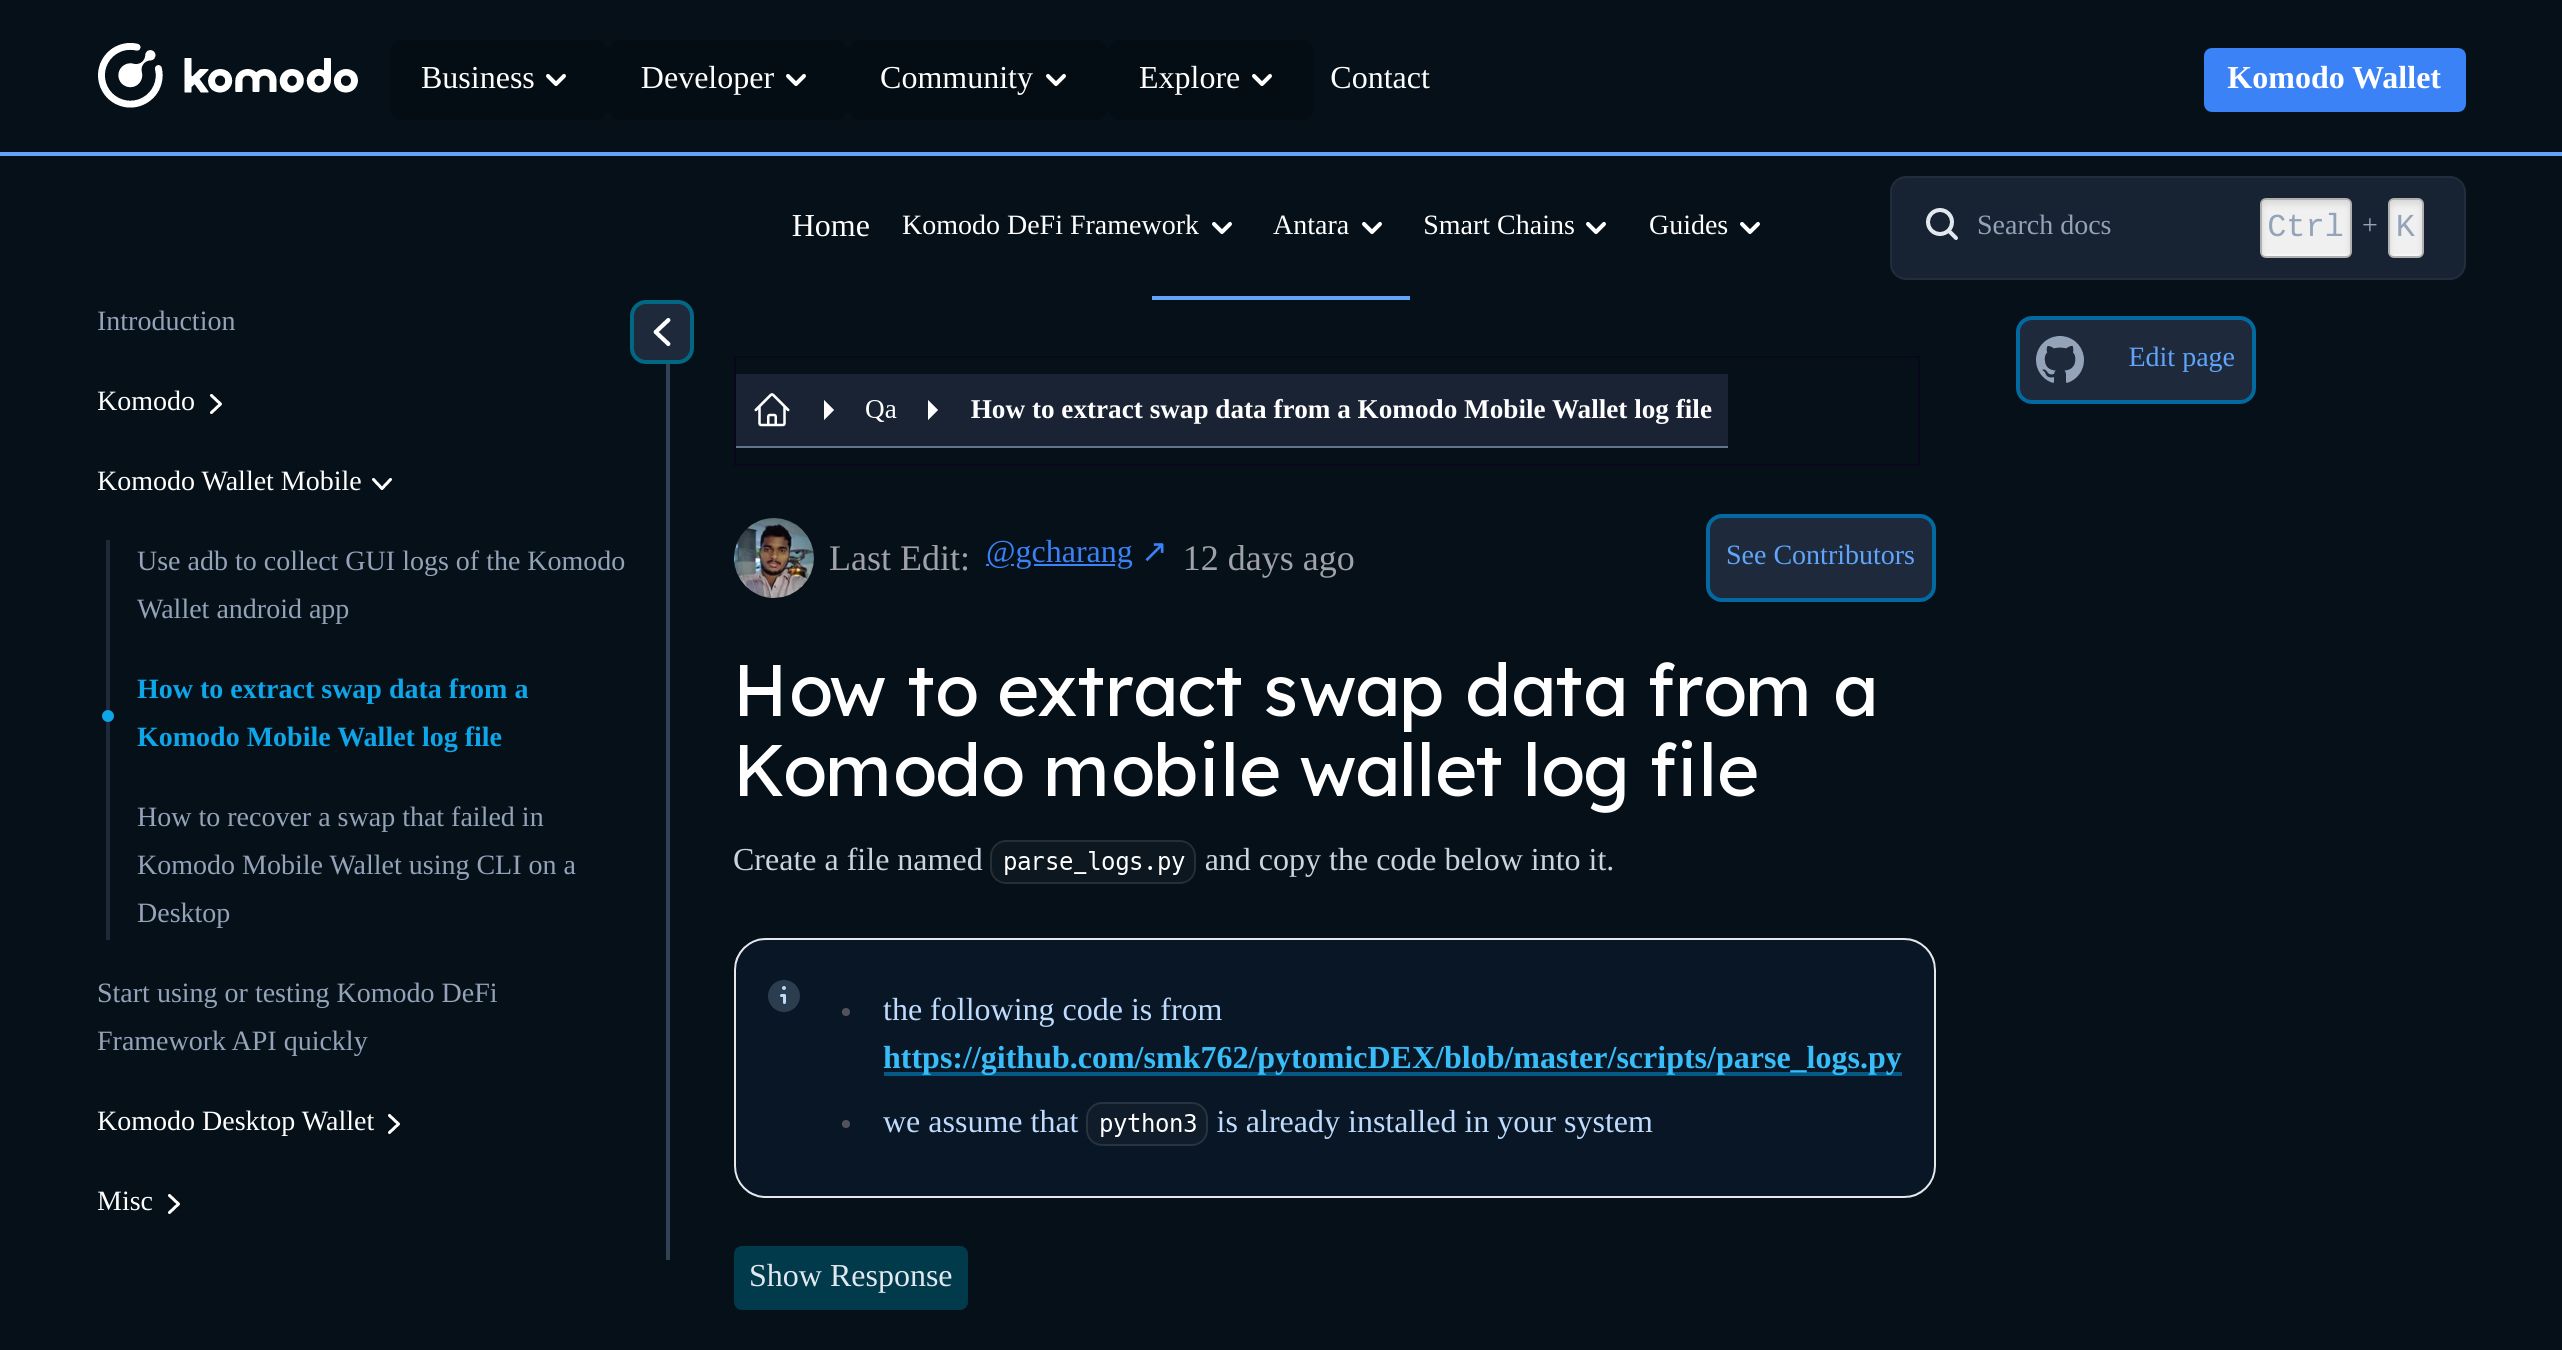 komodo
Business
Developer
Community
Explore
Contact
Komodo Wallet
Home
Komodo DeFi Framework
Antara
Smart Chains
Guides
Search docs
Ctrl + K
Introduction
Komodo
Komodo Wallet Mobile
Use adb to collect GUI logs of the Komodo
Wallet android app
How to extract swap data from a
Komodo Mobile Wallet log file
How to recover a swap that failed in
Komodo Mobile Wallet using CLI on a
Desktop
Start using or testing Komodo DeFi
Framework API quickly
Komodo Desktop Wallet
Misc
Qa
How to extract swap data from a Komodo Mobile Wallet log file
Edit page
Last Edit: @gcharang ↗ 12 days ago
See Contributors
How to extract swap data from a
Komodo mobile wallet log file
Create a file named parse_logs.py and copy the code below into it.
the following code is from
https://github.com/smk762/pytomicDEX/blob/master/scripts/parse_logs.py
we assume that python3 is already installed in your system
Show Response